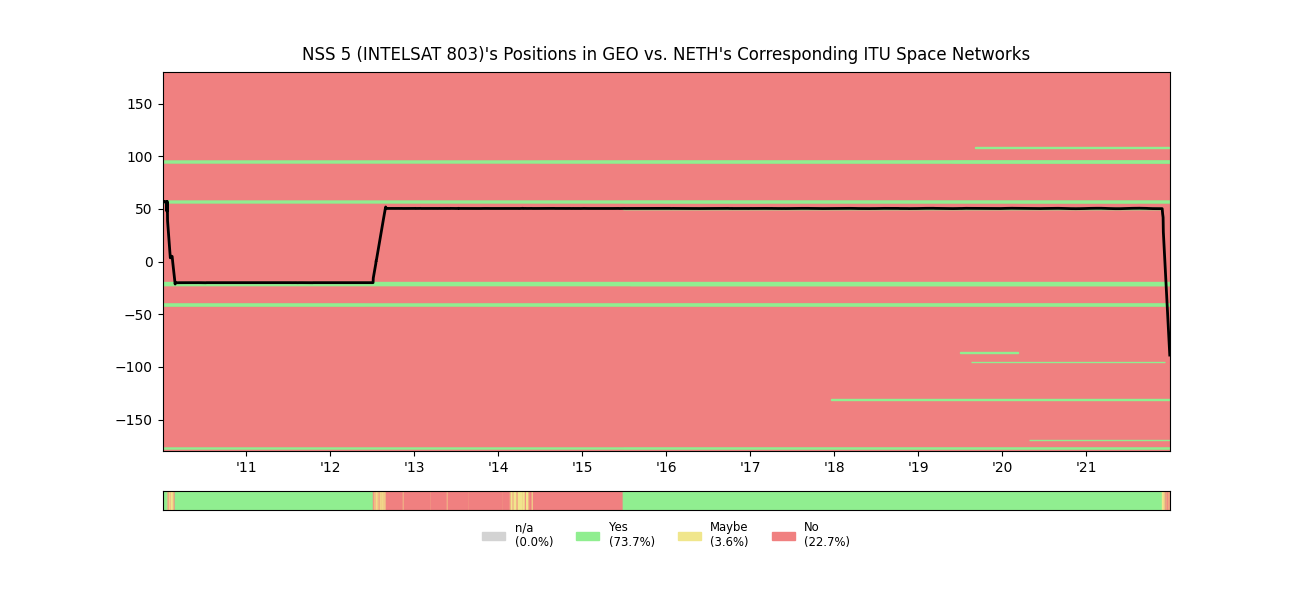 NSS 5 (INTELSAT 803)'s Positions in GEO vs. NETH's Corresponding ITU Space Networks
150
100
50
0
−50
−100
−150
'11 '12 '13 '14 '15 '16 '17 '18 '19 '20 '21
n/a Yes Maybe No
(0.0%) (73.7%) (3.6%) (22.7%)